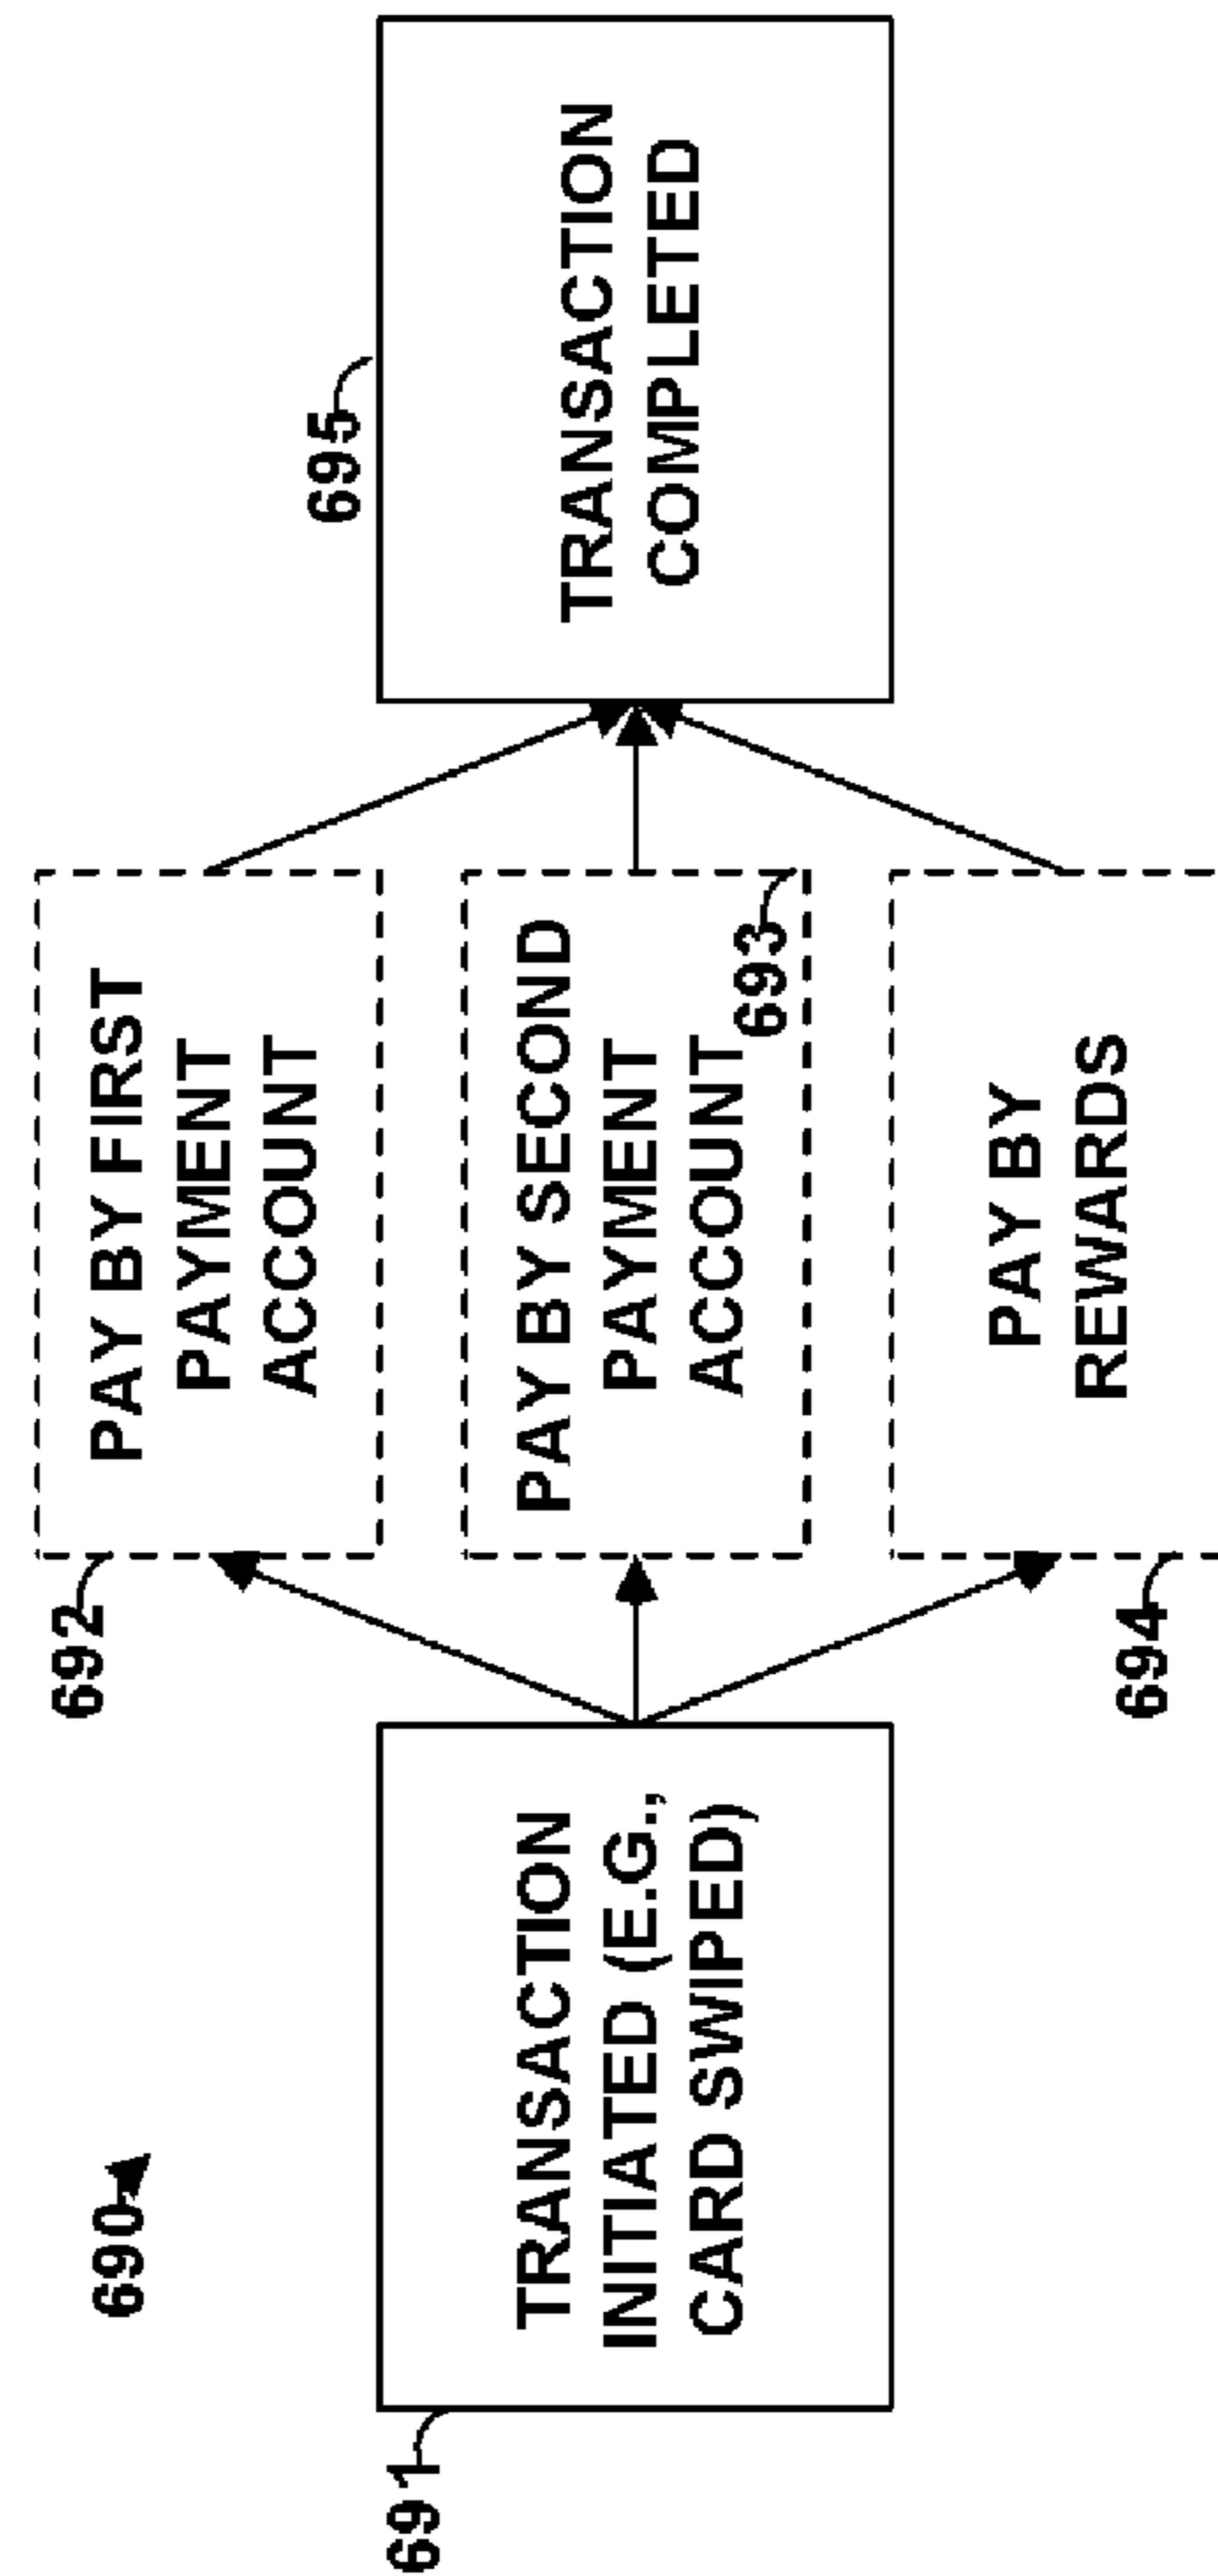 690
691
TRANSACTION
INITIATED (E.G.,
CARD SWIPED)
692
PAY BY FIRST
PAYMENT
ACCOUNT
PAY BY SECOND
PAYMENT
ACCOUNT
693
694
PAY BY
REWARDS
695
TRANSACTION
COMPLETED